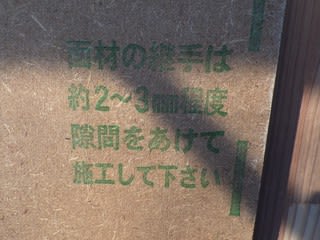 面材の継手は
約2〜3㎜程度
隙間をあけて
施工して下さい